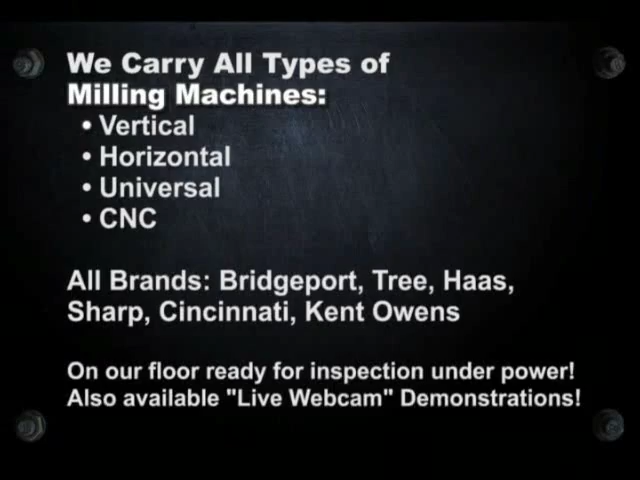 We Carry All Types of
Milling Machines:
• Vertical
• Horizontal
• Universal
• CNC
All Brands: Bridgeport, Tree, Haas,
Sharp, Cincinnati, Kent Owens
On our floor ready for inspection under power!
Also available "Live Webcam" Demonstrations!